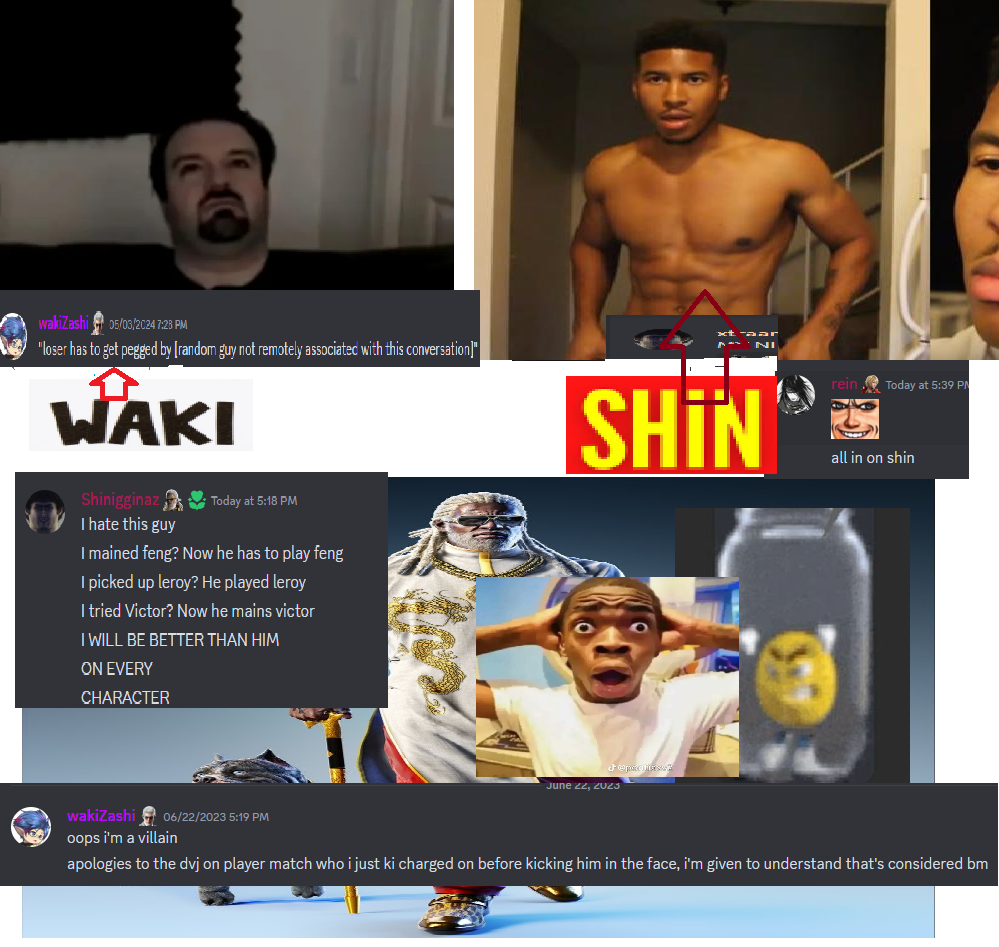 wakiZashi 05/03/2024 7:28 PM
"loser has to get pegged by [random guy not remotely associated with this conversation]"
WAKI
xtraor
SHIN
rein Today at 5:39 PM
all in on shin
Shinigginaz Today at 5:18 PM
I hate this guy
I mained feng? Now he has to play feng
I picked up leroy? He played leroy
I tried Victor? Now he mains victor
I WILL BE BETTER THAN HIM
ON EVERY
CHARACTER
June 22, 2023
wakiZashi 06/22/2023 5:19 PM
oops i'm a villain
apologies to the dvj on player match who i just ki charged on before kicking him in the face, i'm given to understand that's considered bm